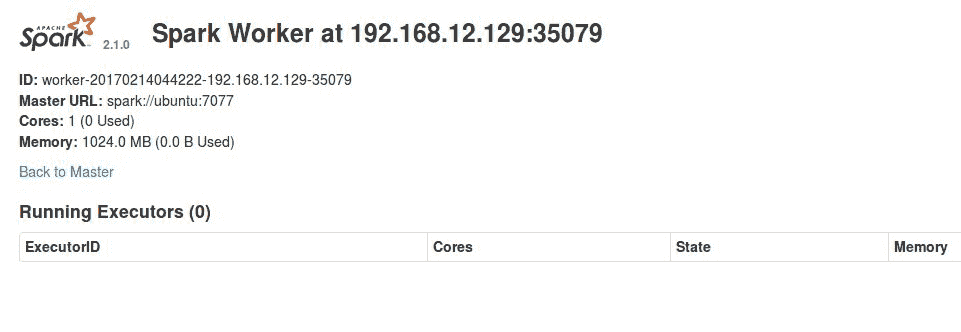 APACHE
Spark 2.1.0 Spark Worker at 192.168.12.129:35079
ID: worker-20170214044222-192.168.12.129-35079
Master URL: spark://ubuntu:7077
Cores: 1 (0 Used)
Memory: 1024.0 MB (0.0 B Used)
Back to Master
Running Executors (0)
ExecutorID Cores State Memory